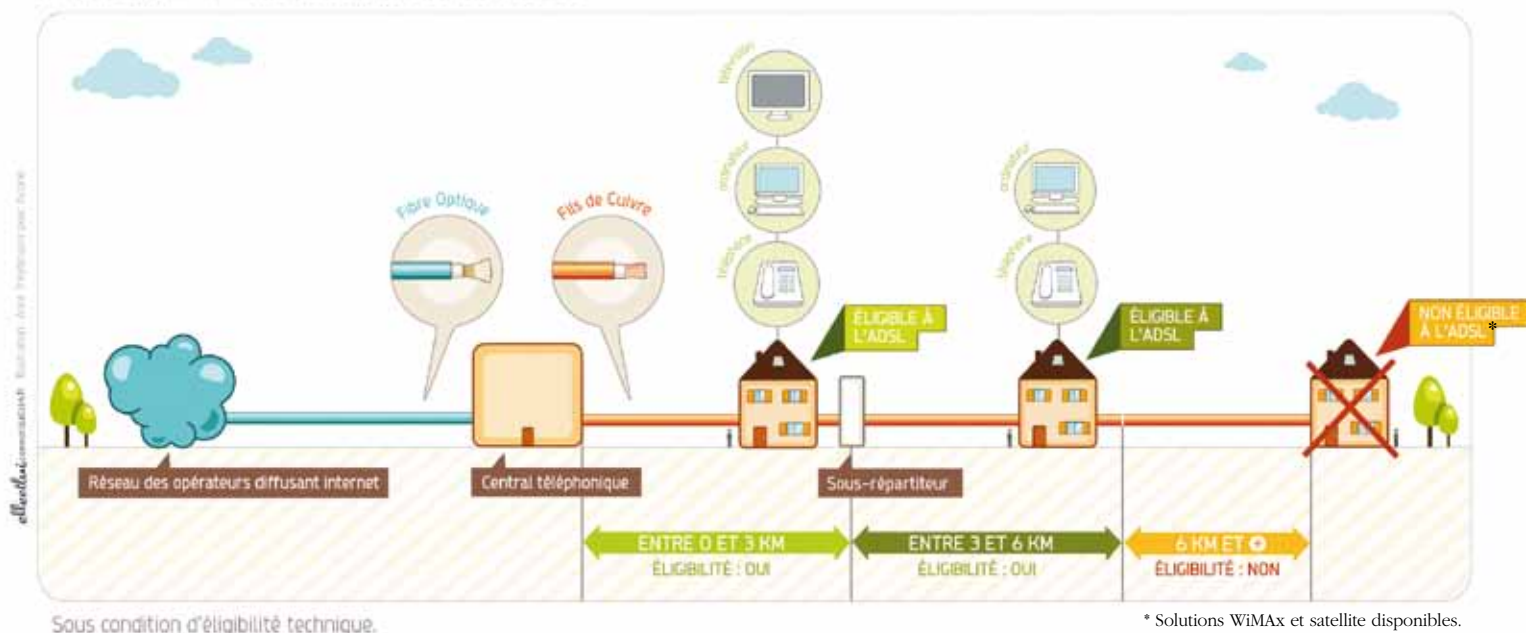 télévision
ordinateur
téléphone
ordinateur
téléphone
Fibre Optique
Fils de Cuivre
ÉLIGIBLE À
L'ADSL
ÉLIGIBLE À
L'ADSL
NON ÉLIGIBLE
À L'ADSL*
Réseau des opérateurs diffusant internet
Central téléphonique
Sous-répartiteur
ENTRE 0 ET 3 KM
ÉLIGIBILITÉ : OUI
ENTRE 3 ET 6 KM
ÉLIGIBILITÉ : OUI
6 KM ET +
ÉLIGIBILITÉ : NON
Sous condition d'éligibilité technique.
* Solutions WiMAx et satellite disponibles.